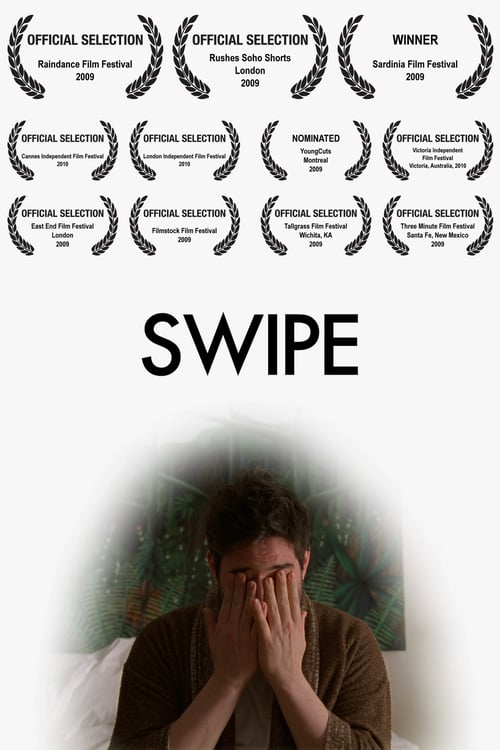 OFFICIAL SELECTION
Raindance Film Festival
2009
OFFICIAL SELECTION
Rushes Soho Shorts
London
2009
WINNER
Sardinia Film Festival
2009
OFFICIAL SELECTION
Cannes Independent Film Festival
2010
OFFICIAL SELECTION
London Independent Film Festival
2010
NOMINATED
YoungCuts
Montreal
2009
OFFICIAL SELECTION
Victoria Independent
Film Festival
Victoria, Australia, 2010
OFFICIAL SELECTION
East End Film Festival
London
2009
OFFICIAL SELECTION
Filmstock Film Festival
2009
OFFICIAL SELECTION
Tallgrass Film Festival
Wichita, KA
2009
OFFICIAL SELECTION
Three Minute Film Festival
Santa Fe, New Mexico
2009
SWIPE